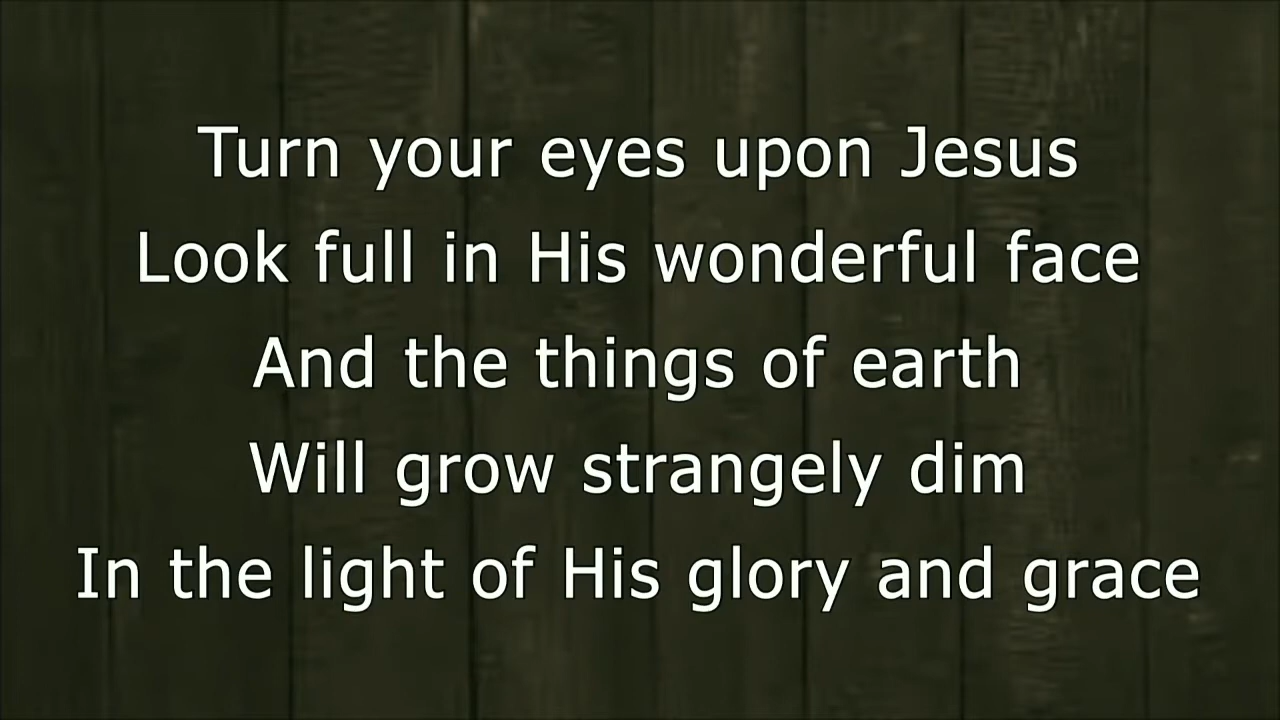 Turn your eyes upon Jesus
Look full in His wonderful face
And the things of earth
Will grow strangely dim
In the light of His glory and grace